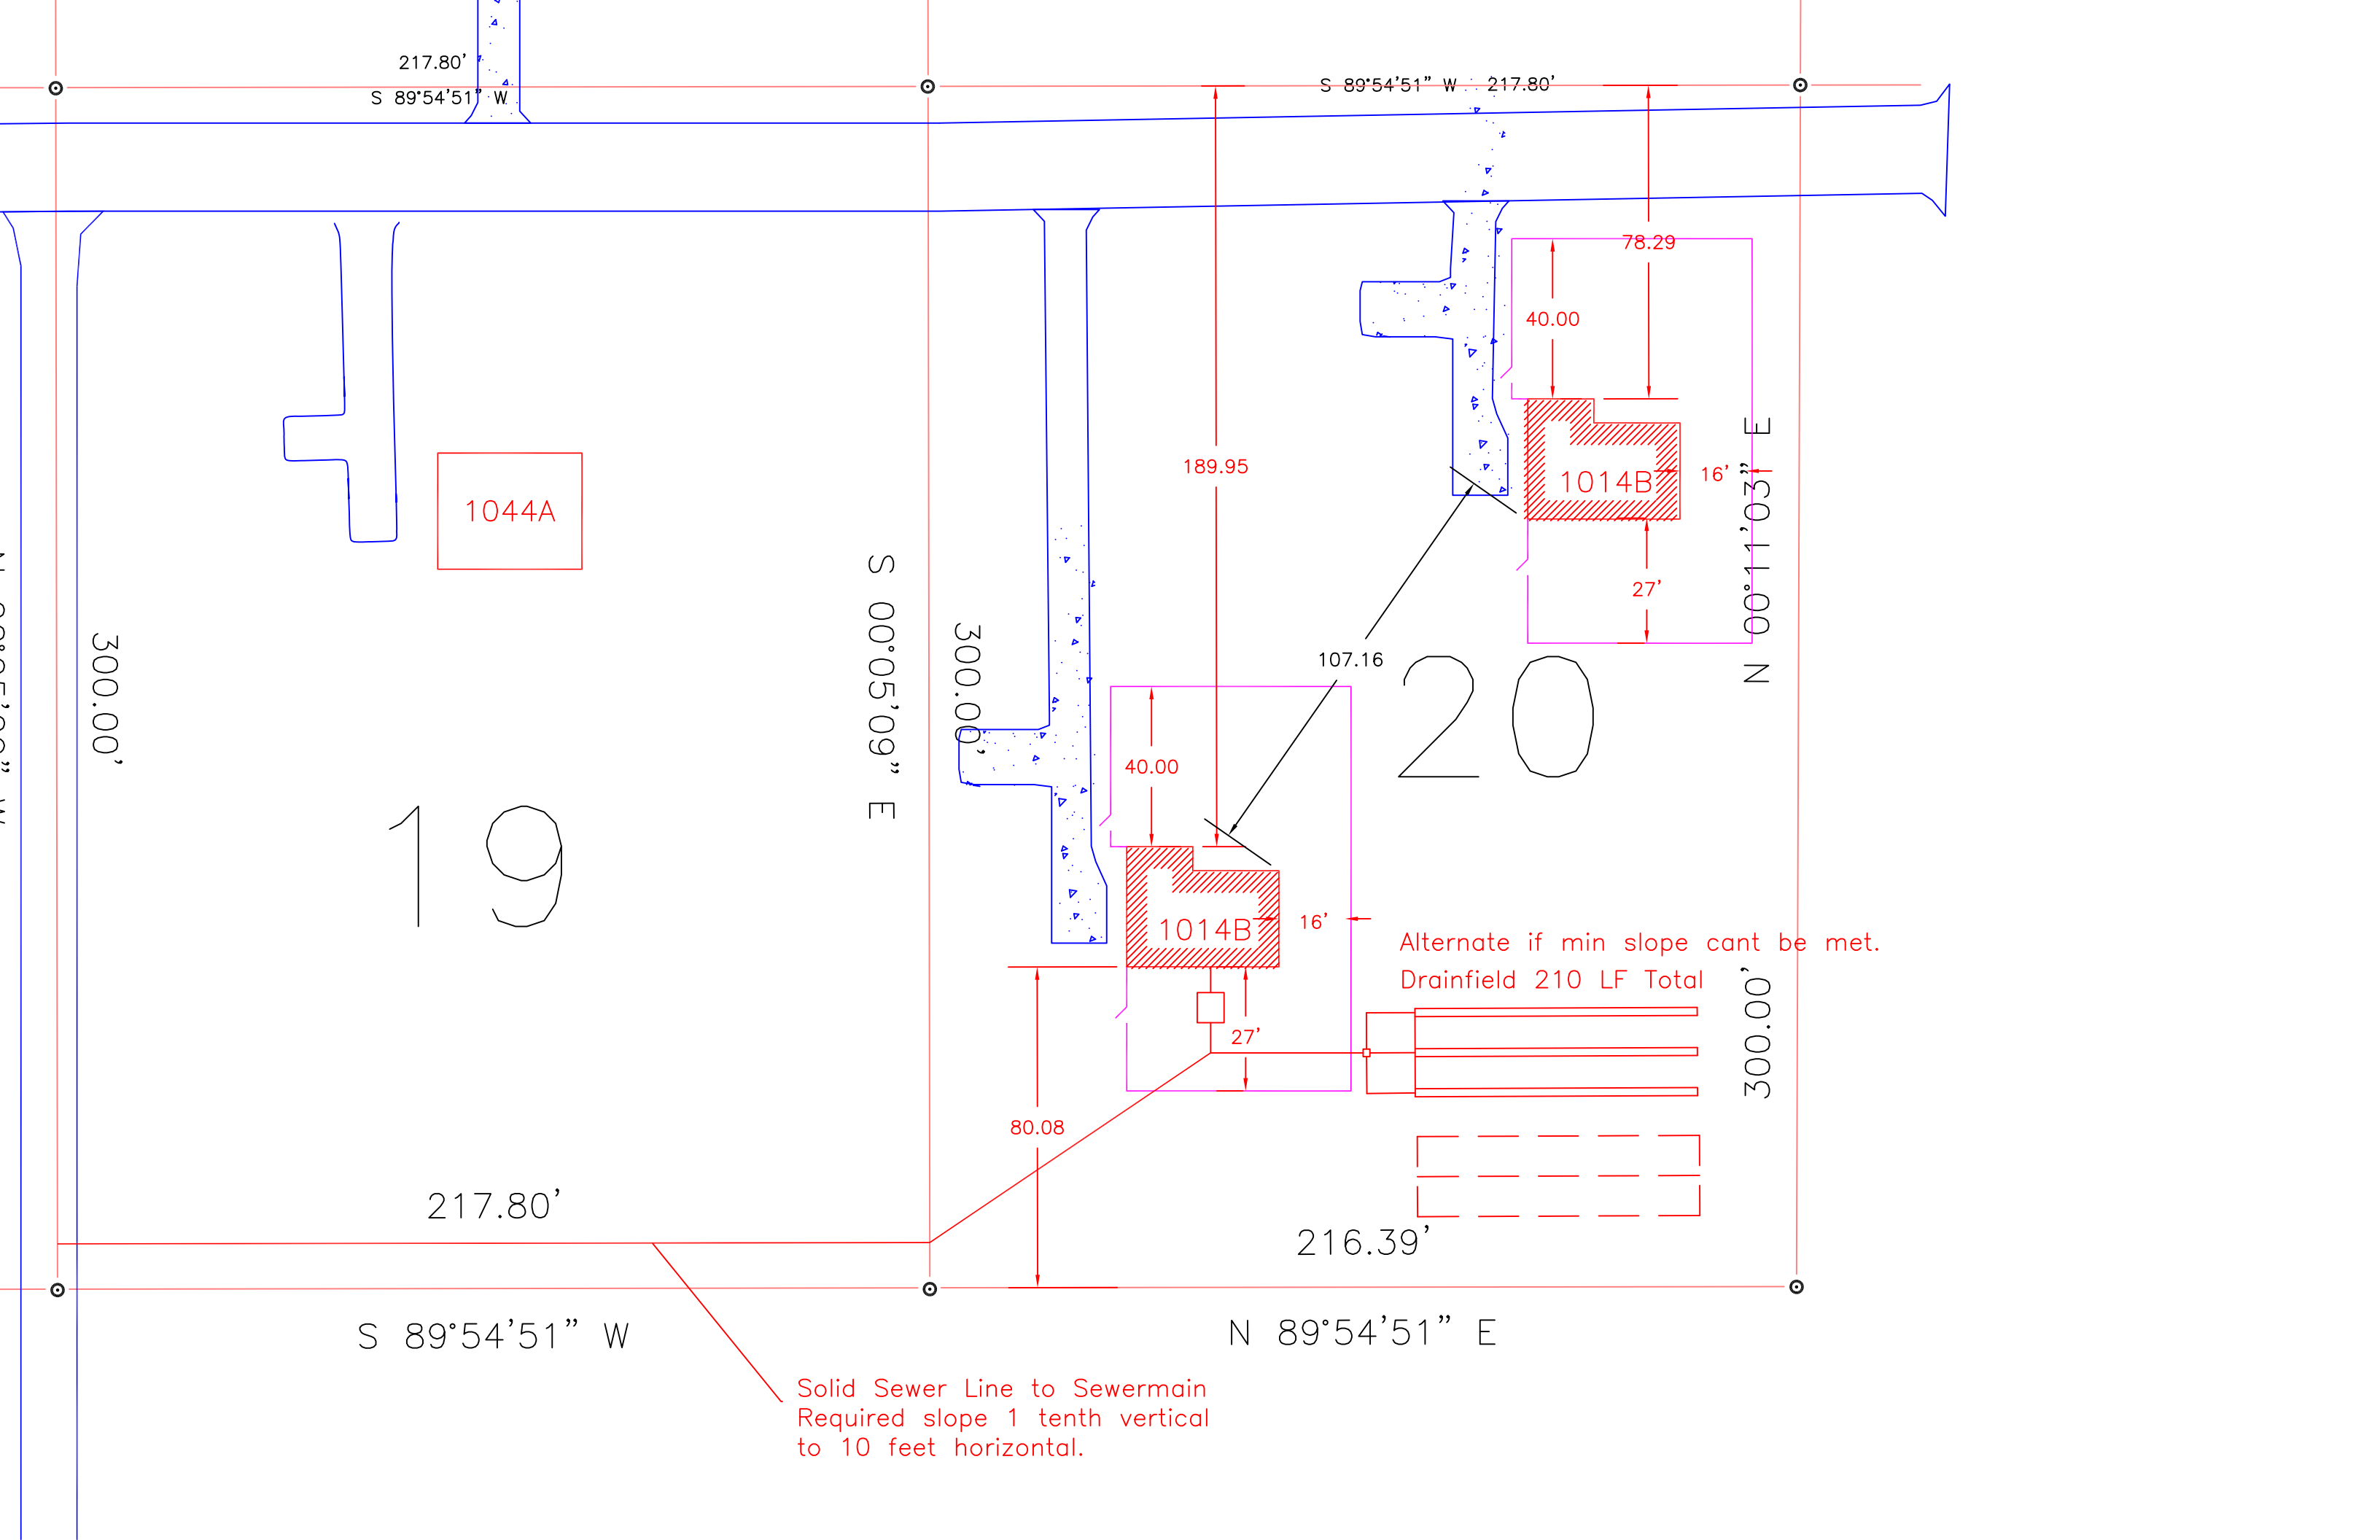 217.80'
S 89°54'51" W
S 89°54'51" W 217.80'
78.29
40.00
189.95
1014B
16'
1044A
27'
N 00°11'03" E
S 00°05'09" E
300.00'
300.00'
107.16
20
40.00
19
1014B
16'
Alternate if min slope cant be met.
Drainfield 210 LF Total
300.00'
27'
80.08
217.80'
216.39'
S 89°54'51" W
N 89°54'51" E
Solid Sewer Line to Sewermain
Required slope 1 tenth vertical
to 10 feet horizontal.